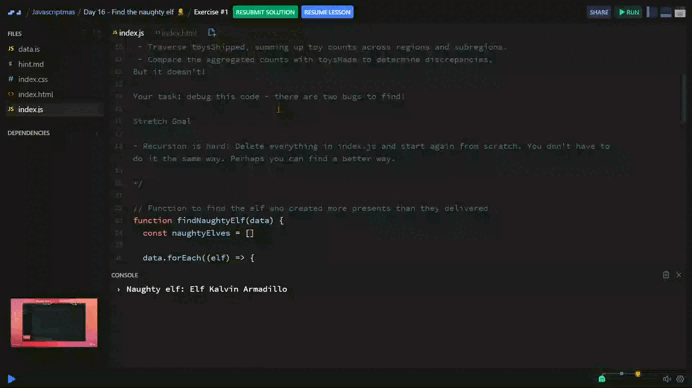 Javascriptmas / Day 16 - Find the naughty elf / Exercise #1 RESUBMIT SOLUTION RESUME LESSON SHARE RUN
FILES
index.js index.html
JS data.js
hint.md
# index.css
index.html
JS index.js
DEPENDENCIES
- Traverse toysShipped, summing up toy counts across regions and subregions.
- Compare the aggregated counts with toysMade to determine discrepancies.
But it doesn't!
Your task: debug this code - there are two bugs to find!
Stretch Goal
- Recursion is hard! Delete everything in index.js and start again from scratch. You don't have to
do it the same way. Perhaps you can find a better way.
*/
// Function to find the elf who created more presents than they delivered
function findNaughtyElf(data) {
const naughtyElves = []
data.forEach((elf) => {
CONSOLE
› Naughty elf: Elf Kalvin Armadillo